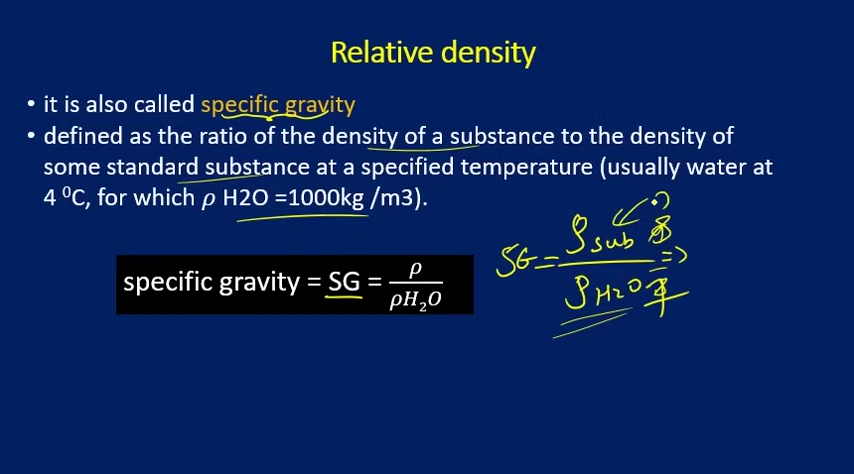 Relative density
• it is also called specific gravity
• defined as the ratio of the density of a substance to the density of
some standard substance at a specified temperature (usually water at
4 ⁰C, for which ρ H2O =1000kg /m3).
specific gravity = SG = ρ / ρH₂O
SG = ρ sub / ρ H2O ⇒